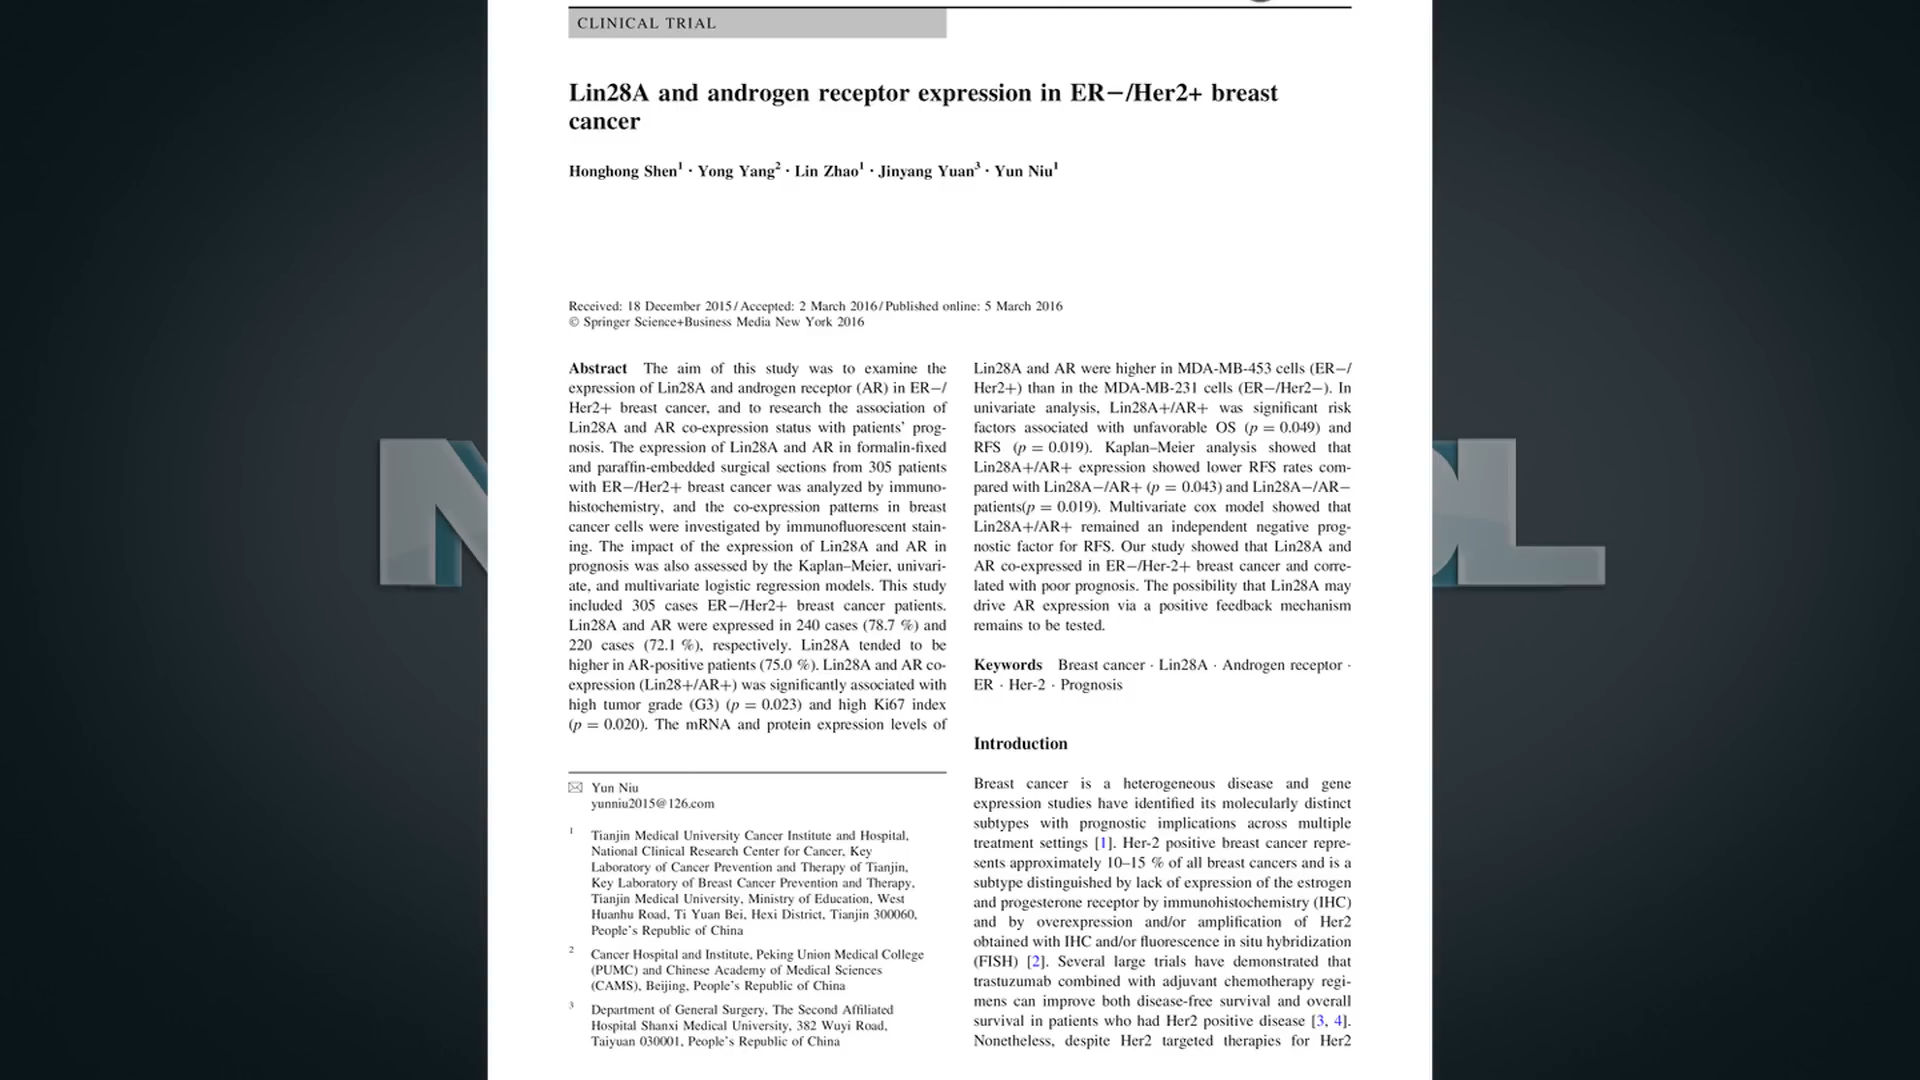 CLINICAL TRIAL
Lin28A and androgen receptor expression in ER−/Her2+ breast
cancer
Honghong Shen1 · Yong Yang2 · Lin Zhao1 · Jinyang Yuan3 · Yun Niu1
Received: 18 December 2015 / Accepted: 2 March 2016 / Published online: 5 March 2016
© Springer Science+Business Media New York 2016
Abstract The aim of this study was to examine the
expression of Lin28A and androgen receptor (AR) in ER−/
Her2+ breast cancer, and to research the association of
Lin28A and AR co-expression status with patients’ prog-
nosis. The expression of Lin28A and AR in formalin-fixed
and paraffin-embedded surgical sections from 305 patients
with ER−/Her2+ breast cancer was analyzed by immuno-
histochemistry, and the co-expression patterns in breast
cancer cells were investigated by immunofluorescent stain-
ing. The impact of the expression of Lin28A and AR in
prognosis was also assessed by the Kaplan–Meier, univari-
ate, and multivariate logistic regression models. This study
included 305 cases ER−/Her2+ breast cancer patients.
Lin28A and AR were expressed in 240 cases (78.7 %) and
220 cases (72.1 %), respectively. Lin28A tended to be
higher in AR-positive patients (75.0 %). Lin28A and AR co-
expression (Lin28+/AR+) was significantly associated with
high tumor grade (G3) (p = 0.023) and high Ki67 index
(p = 0.020). The mRNA and protein expression levels of
Yun Niu
yunniu2015@126.com
1 Tianjin Medical University Cancer Institute and Hospital,
National Clinical Research Center for Cancer, Key
Laboratory of Cancer Prevention and Therapy of Tianjin,
Key Laboratory of Breast Cancer Prevention and Therapy,
Tianjin Medical University, Ministry of Education, West
Huanhu Road, Ti Yuan Bei, Hexi District, Tianjin 300060,
People’s Republic of China
2 Cancer Hospital and Institute, Peking Union Medical College
(PUMC) and Chinese Academy of Medical Sciences
(CAMS), Beijing, People’s Republic of China
3 Department of General Surgery, The Second Affiliated
Hospital Shanxi Medical University, 382 Wuyi Road,
Taiyuan 030001, People’s Republic of China
Lin28A and AR were higher in MDA-MB-453 cells (ER−/
Her2+) than in the MDA-MB-231 cells (ER−/Her2−). In
univariate analysis, Lin28A+/AR+ was significant risk
factors associated with unfavorable OS (p = 0.049) and
RFS (p = 0.019). Kaplan–Meier analysis showed that
Lin28A+/AR+ expression showed lower RFS rates com-
pared with Lin28A−/AR+ (p = 0.043) and Lin28A−/AR−
patients(p = 0.019). Multivariate cox model showed that
Lin28A+/AR+ remained an independent negative prog-
nostic factor for RFS. Our study showed that Lin28A and
AR co-expressed in ER−/Her-2+ breast cancer and corre-
lated with poor prognosis. The possibility that Lin28A may
drive AR expression via a positive feedback mechanism
remains to be tested.
Keywords Breast cancer · Lin28A · Androgen receptor ·
ER · Her-2 · Prognosis
Introduction
Breast cancer is a heterogeneous disease and gene
expression studies have identified its molecularly distinct
subtypes with prognostic implications across multiple
treatment settings [1]. Her-2 positive breast cancer repre-
sents approximately 10–15 % of all breast cancers and is a
subtype distinguished by lack of expression of the estrogen
and progesterone receptor by immunohistochemistry (IHC)
and by overexpression and/or amplification of Her2
obtained with IHC and/or fluorescence in situ hybridization
(FISH) [2]. Several large trials have demonstrated that
trastuzumab combined with adjuvant chemotherapy regi-
mens can improve both disease-free survival and overall
survival in patients who had Her2 positive disease [3, 4].
Nonetheless, despite Her2 targeted therapies for Her2